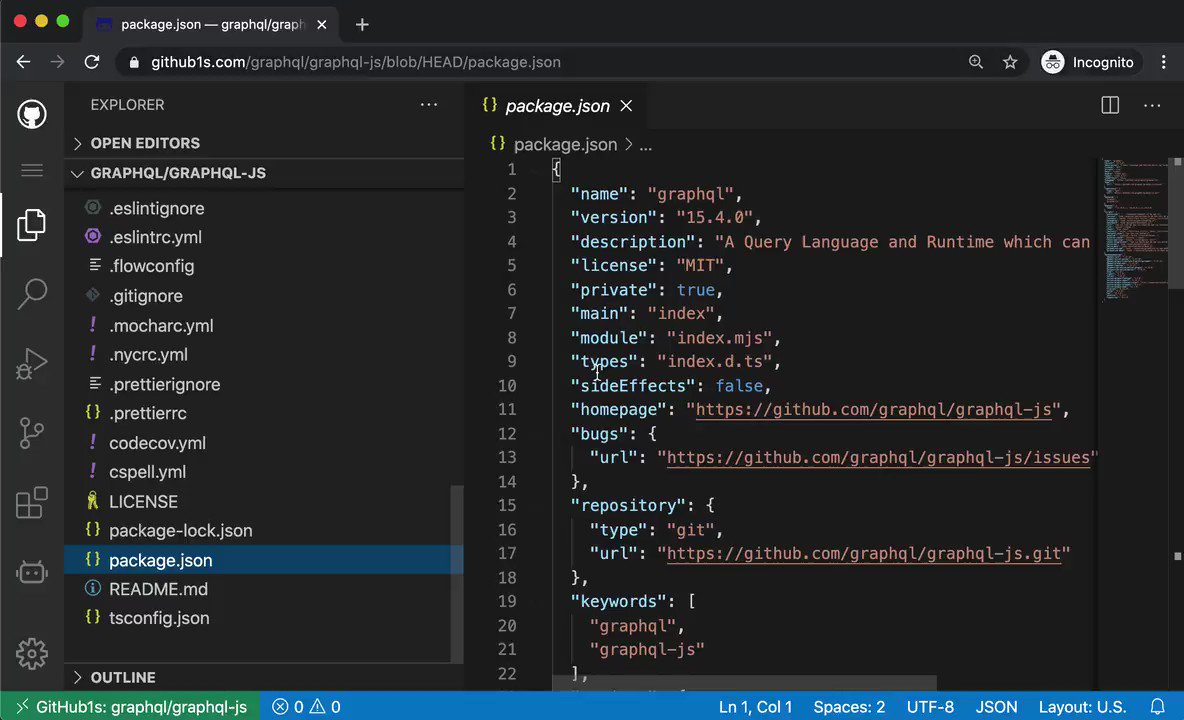 package.json — graphql/graph
github1s.com/graphql/graphql-js/blob/HEAD/package.json
Incognito
EXPLORER
OPEN EDITORS
GRAPHQL/GRAPHQL-JS
.eslintignore
.eslintrc.yml
.flowconfig
.gitignore
.mocharc.yml
.nycrc.yml
.prettierignore
.prettierrc
codecov.yml
cspell.yml
LICENSE
package-lock.json
package.json
README.md
tsconfig.json
OUTLINE
package.json
package.json > ...
1 {
2 "name": "graphql",
3 "version": "15.4.0",
4 "description": "A Query Language and Runtime which can
5 "license": "MIT",
6 "private": true,
7 "main": "index",
8 "module": "index.mjs",
9 "types": "index.d.ts",
10 "sideEffects": false,
11 "homepage": "https://github.com/graphql/graphql-js",
12 "bugs": {
13 "url": "https://github.com/graphql/graphql-js/issues"
14 },
15 "repository": {
16 "type": "git",
17 "url": "https://github.com/graphql/graphql-js.git"
18 },
19 "keywords": [
20 "graphql",
21 "graphql-js"
22 ],
GitHub1s: graphql/graphql-js 0 0 Ln 1, Col 1 Spaces: 2 UTF-8 JSON Layout: U.S.